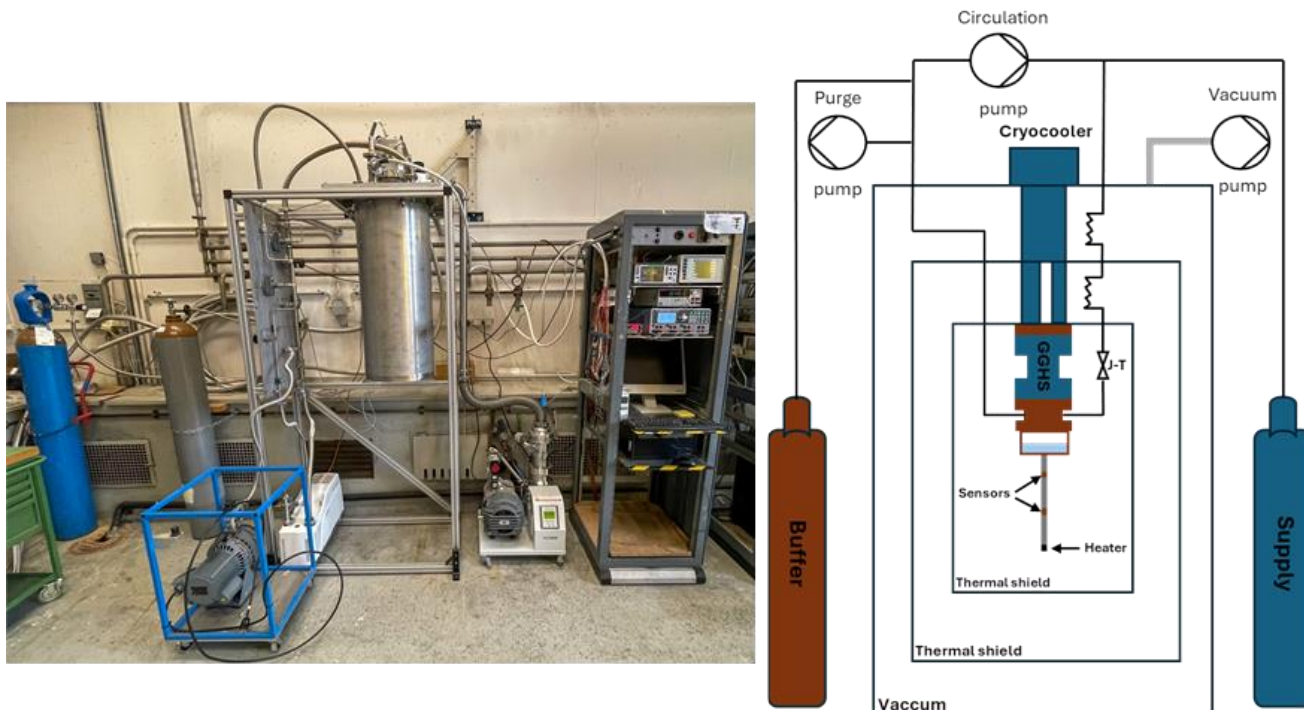 Circulation
pump
Purge
pump
Vacuum
pump
Cryocooler
GGHS
J-T
Sensors
Heater
Thermal shield
Thermal shield
Vaccum
Buffer
Supply